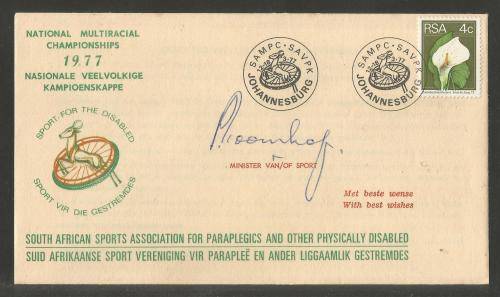 NATIONAL MULTIRACIAL
CHAMPIONSHIPS
1977
NASIONALE VEELVOLKIGE
KAMPIOENSKAPPE
SPORT FOR THE DISABLED
SPORT VIR DIE GESTREMDES
SAMPC · SAVPK
JOHANNESBURG
SAMPC · SAVPK
JOHANNESBURG
RSA 4c
MINISTER VAN/OF SPORT
Met beste wense
With best wishes
SOUTH AFRICAN SPORTS ASSOCIATION FOR PARAPLEGICS AND OTHER PHYSICALLY DISABLED
SUID AFRIKAANSE SPORT VERENIGING VIR PARAPLEË EN ANDER LIGGAAMLIK GESTREMDES